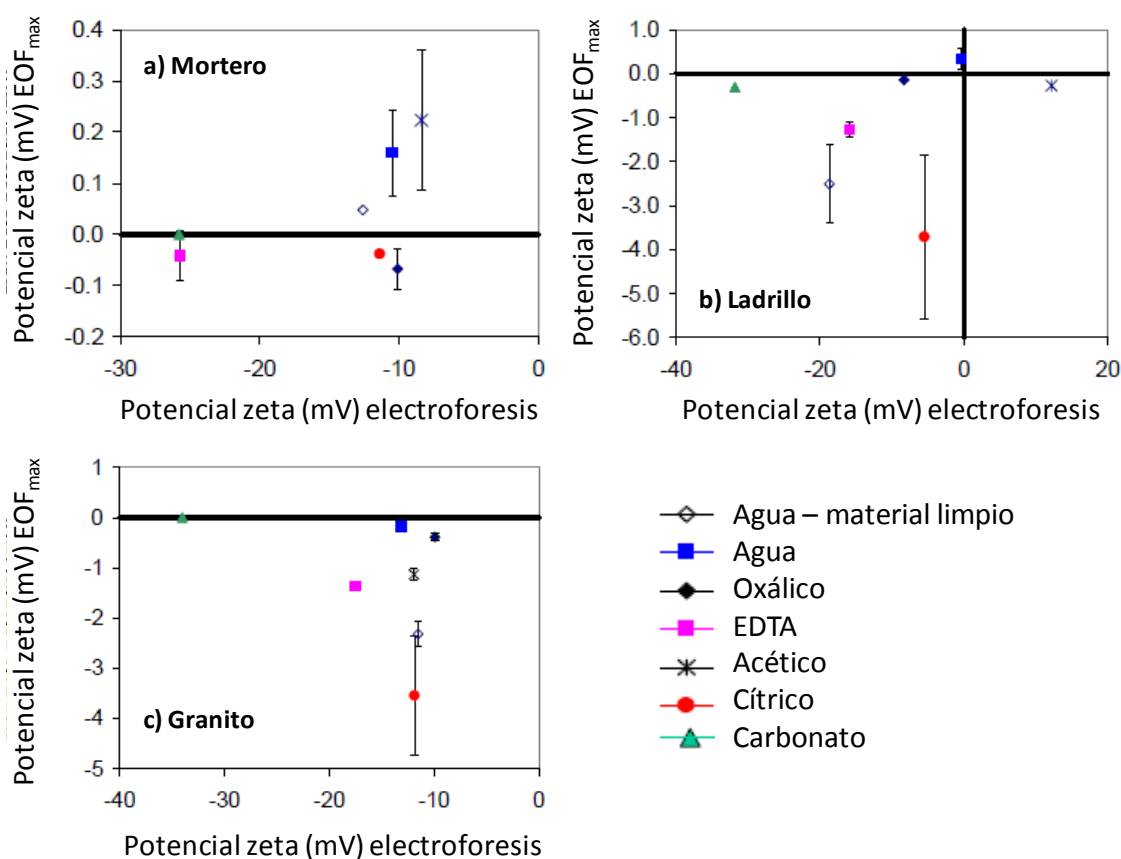 a) Mortero
Potencial zeta (mV) EOFmax
0.4
0.3
0.2
0.1
0.0
-0.1
-0.2
-30 -20 -10 0
Potencial zeta (mV) electroforesis
b) Ladrillo
Potencial zeta (mV) EOFmax
1.0
0.0
-1.0
-2.0
-3.0
-4.0
-5.0
-6.0
-40 -20 0 20
Potencial zeta (mV) electroforesis
c) Granito
Potencial zeta (mV) EOFmax
1
0
-1
-2
-3
-4
-5
-40 -30 -20 -10 0
Potencial zeta (mV) electroforesis
Agua – material limpio
Agua
Oxálico
EDTA
Acético
Cítrico
Carbonato